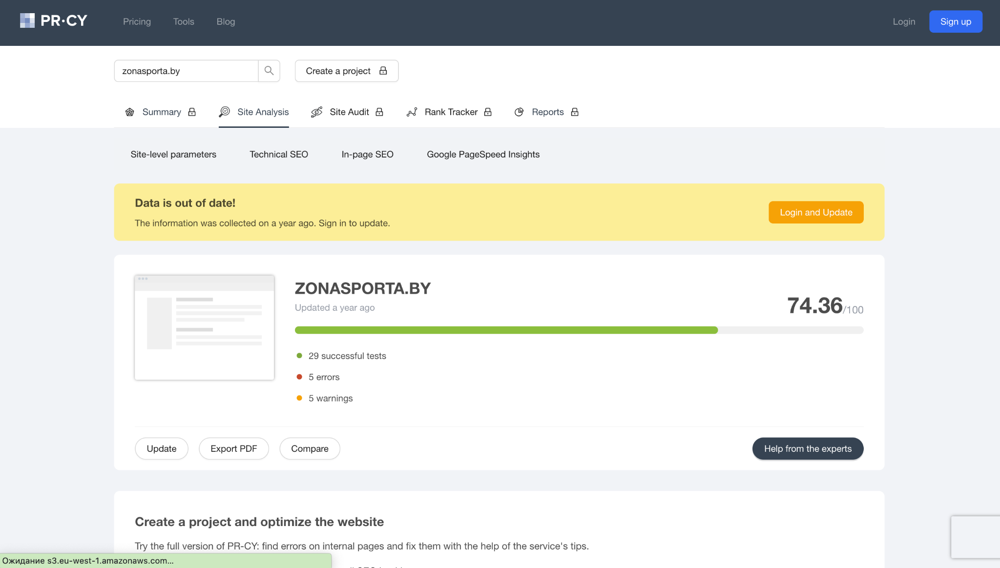 PR·CY
Pricing
Tools
Blog
Login
Sign up
zonasporta.by
Create a project
Summary
Site Analysis
Site Audit
Rank Tracker
Reports
Site-level parameters
Technical SEO
In-page SEO
Google PageSpeed Insights
Data is out of date!
The information was collected on a year ago. Sign in to update.
Login and Update
ZONASPORTA.BY
Updated a year ago
74.36/100
29 successful tests
5 errors
5 warnings
Update
Export PDF
Compare
Help from the experts
Create a project and optimize the website
Try the full version of PR-CY: find errors on internal pages and fix them with the help of the service's tips.
Ожидание s3.eu-west-1.amazonaws.com...